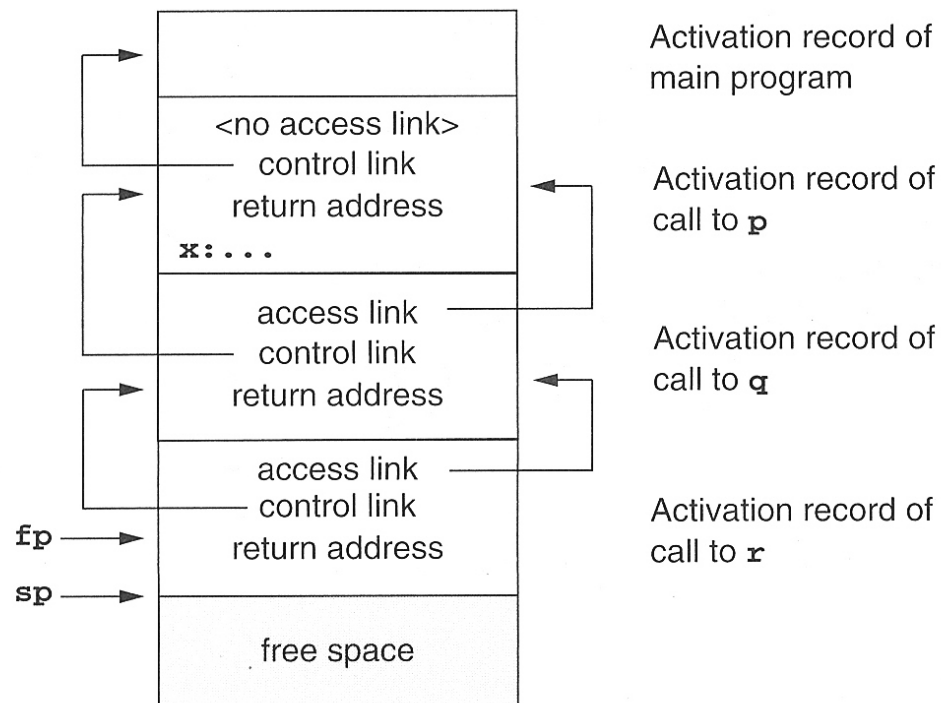 Activation record of
main program
<no access link>
control link
return address
x:...
Activation record of
call to p
access link
control link
return address
Activation record of
call to q
access link
control link
return address
Activation record of
call to r
fp
sp
free space